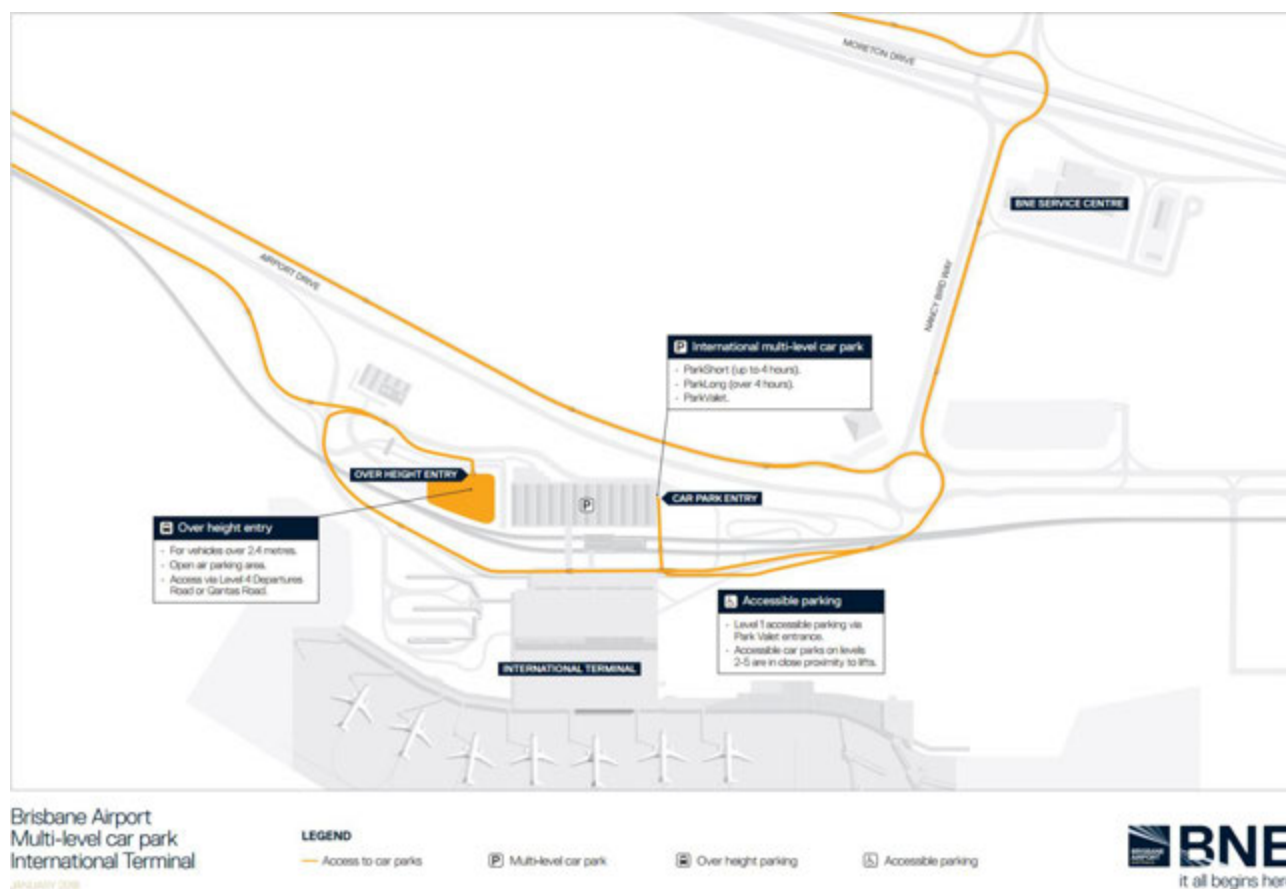 MORETON DRIVE
BNE SERVICE CENTRE
AIRPORT DRIVE
NANCY BIRD WAY
P International multi-level car park
- ParkShort (up to 4 hours).
- ParkLong (over 4 hours).
- ParkValet.
OVER HEIGHT ENTRY
CAR PARK ENTRY
P
Over height entry
- For vehicles over 2.4 metres.
- Open air parking area.
- Access via Level 4 Departures
Road or Qantas Road.
Accessible parking
- Level 1 accessible parking via
Park Valet entrance.
- Accessible car parks on levels
2-5 are in close proximity to lifts.
INTERNATIONAL TERMINAL
Brisbane Airport
Multi-level car park
International Terminal
LEGEND
Access to car parks
P Multi-level car park
Over height parking
Accessible parking
BRISBANE
AIRPORT
BNE
it all begins here